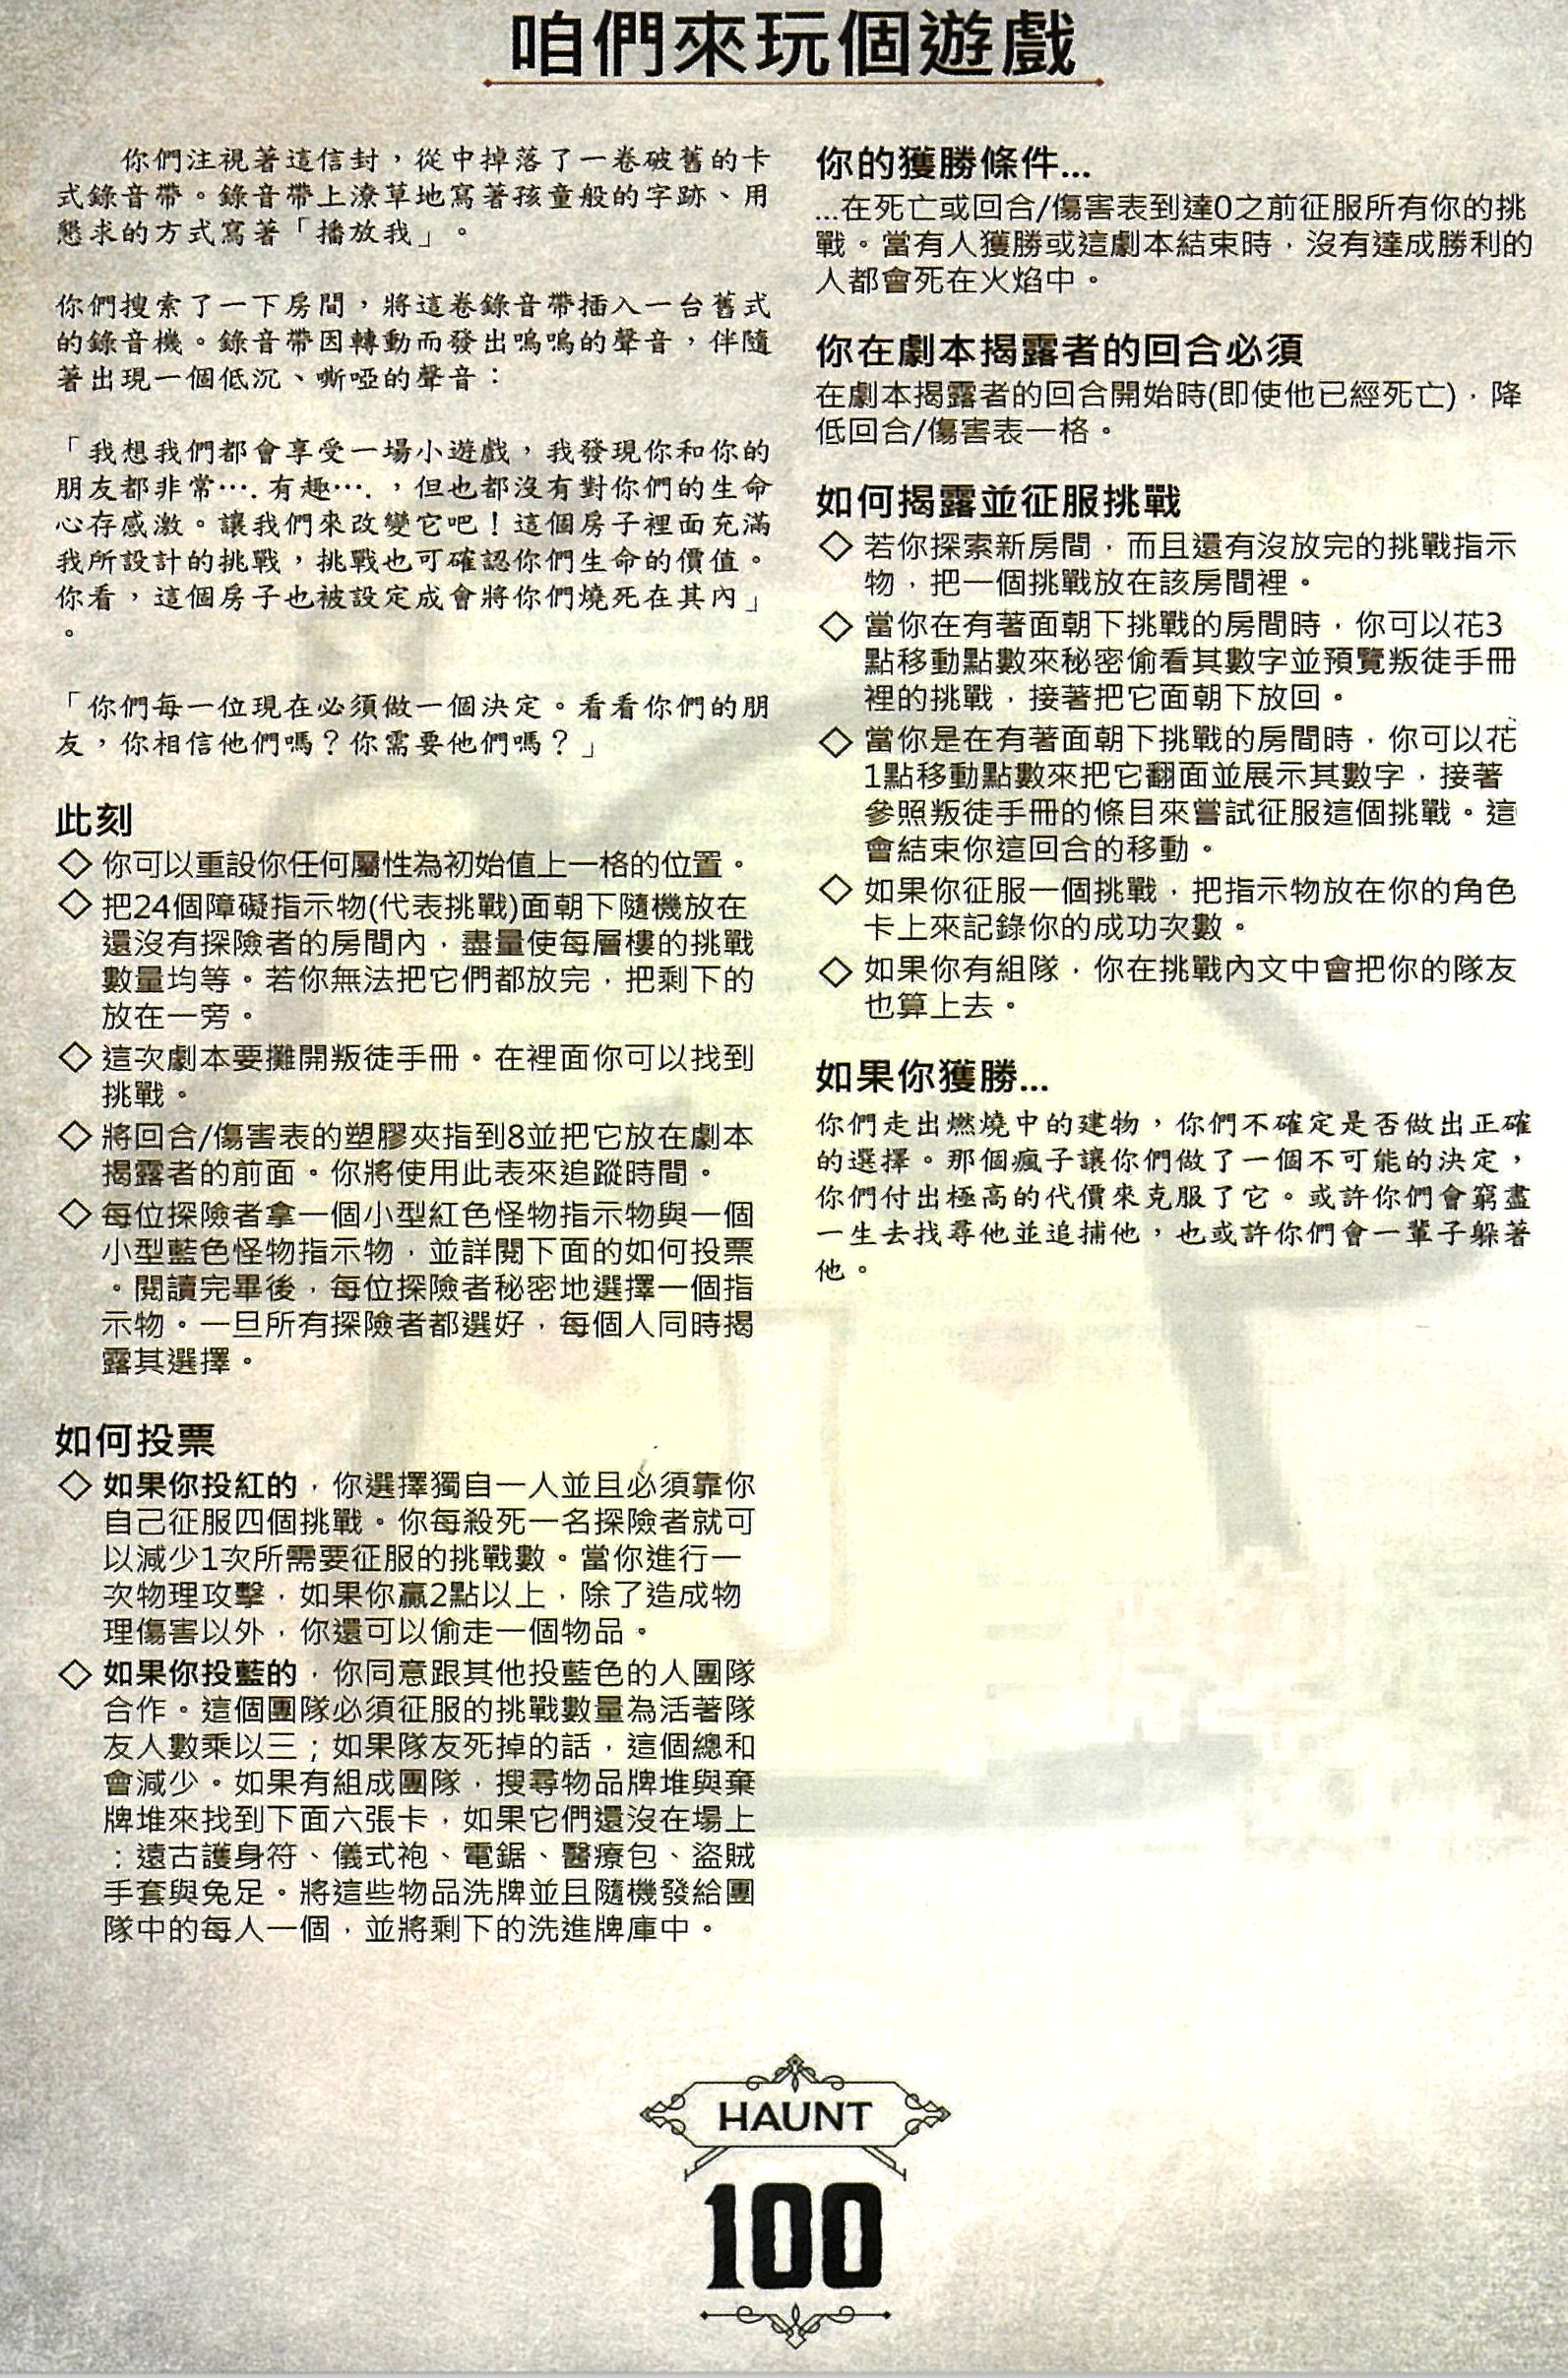 咱們來玩個遊戲
你們注視著這信封，從中掉落了一卷破舊的卡
式錄音帶。錄音帶上潦草地寫著孩童般的字跡、用
懇求的方式寫著「播放我」。
你們搜索了一下房間，將這卷錄音帶插入一台舊式
的錄音機。錄音帶因轉動而發出嗚嗚的聲音，伴隨
著出現一個低沉、嘶啞的聲音：
「我想我們都會享受一場小遊戲，我發現你和你的
朋友都非常….有趣….，但也都沒有對你們的生命
心存感激。讓我們來改變它吧！這個房子裡面充滿
我所設計的挑戰，挑戰也可確認你們生命的價值。
你看，這個房子也被設定成會將你們燒死在其內」
。
「你們每一位現在必須做一個決定。看看你們的朋
友，你相信他們嗎？你需要他們嗎？」
此刻
◇ 你可以重設你任何屬性為初始值上一格的位置。
◇ 把24個障礙指示物(代表挑戰)面朝下隨機放在
還沒有探險者的房間內，盡量使每層樓的挑戰
數量均等。若你無法把它們都放完，把剩下的
放在一旁。
◇ 這次劇本要攤開叛徒手冊。在裡面你可以找到
挑戰。
◇ 將回合/傷害表的塑膠夾指到8並把它放在劇本
揭露者的前面。你將使用此表來追蹤時間。
◇ 每位探險者拿一個小型紅色怪物指示物與一個
小型藍色怪物指示物，並詳閱下面的如何投票
。閱讀完畢後，每位探險者秘密地選擇一個指
示物。一旦所有探險者都選好，每個人同時揭
露其選擇。
如何投票
◇ 如果你投紅的，你選擇獨自一人並且必須靠你
自己征服四個挑戰。你每殺死一名探險者就可
以減少1次所需要征服的挑戰數。當你進行一
次物理攻擊，如果你贏2點以上，除了造成物
理傷害以外，你還可以偷走一個物品。
◇ 如果你投藍的，你同意跟其他投藍色的人團隊
合作。這個團隊必須征服的挑戰數量為活著隊
友人數乘以三；如果隊友死掉的話，這個總和
會減少。如果有組成團隊，搜尋物品牌堆與棄
牌堆來找到下面六張卡，如果它們還沒在場上
：遠古護身符、儀式袍、電鋸、醫療包、盜賊
手套與兔足。將這些物品洗牌並且隨機發給團
隊中的每人一個，並將剩下的洗進牌庫中。
你的獲勝條件...
...在死亡或回合/傷害表到達0之前征服所有你的挑
戰。當有人獲勝或這劇本結束時，沒有達成勝利的
人都會死在火焰中。
你在劇本揭露者的回合必須
在劇本揭露者的回合開始時(即使他已經死亡)，降
低回合/傷害表一格。
如何揭露並征服挑戰
◇ 若你探索新房間，而且還有沒放完的挑戰指示
物，把一個挑戰放在該房間裡。
◇ 當你在有著面朝下挑戰的房間時，你可以花3
點移動點數來秘密偷看其數字並預覽叛徒手冊
裡的挑戰，接著把它面朝下放回。
◇ 當你是在有著面朝下挑戰的房間時，你可以花
1點移動點數來把它翻面並展示其數字，接著
參照叛徒手冊的條目來嘗試征服這個挑戰。這
會結束你這回合的移動。
◇ 如果你征服一個挑戰，把指示物放在你的角色
卡上來記錄你的成功次數。
◇ 如果你有組隊，你在挑戰內文中會把你的隊友
也算上去。
如果你獲勝...
你們走出燃燒中的建物，你們不確定是否做出正確
的選擇。那個瘋子讓你們做了一個不可能的決定，
你們付出極高的代價來克服了它。或許你們會窮盡
一生去找尋他並追捕他，也或許你們會一輩子躲著
他。
HAUNT
100